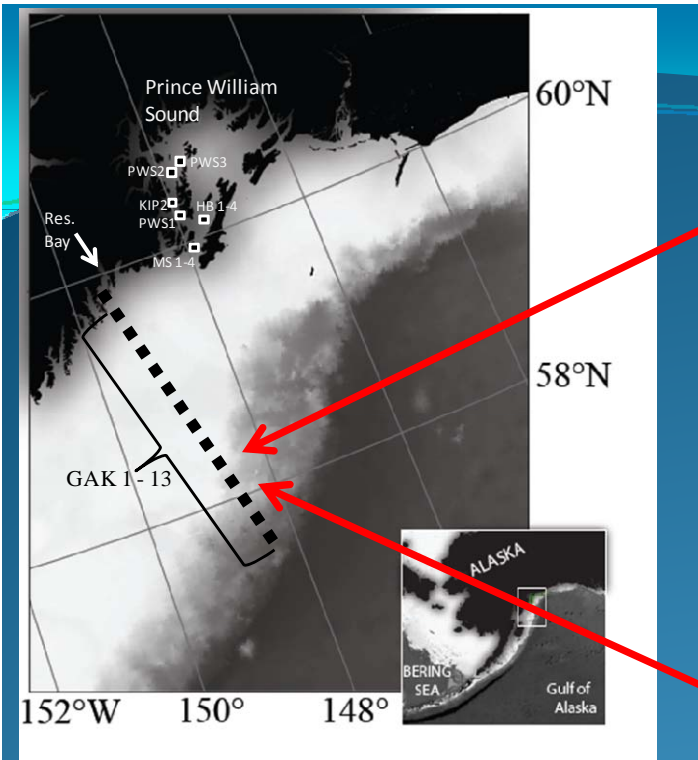 Prince William
Sound
60°N
PWS2
PWS3
KIP2
HB 1-4
PWS1
Res.
Bay
MS 1-4
58°N
GAK 1 - 13
ALASKA
BERING
SEA
Gulf of
Alaska
152°W 150° 148°